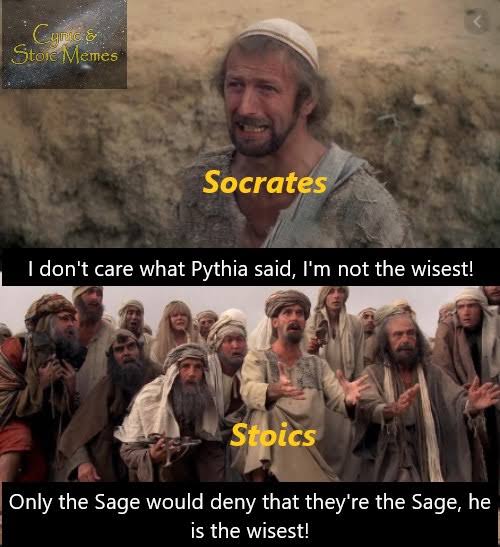 Cynic &
Stoic Memes
Socrates
I don't care what Pythia said, I'm not the wisest!
Stoics
Only the Sage would deny that they're the Sage, he
is the wisest!